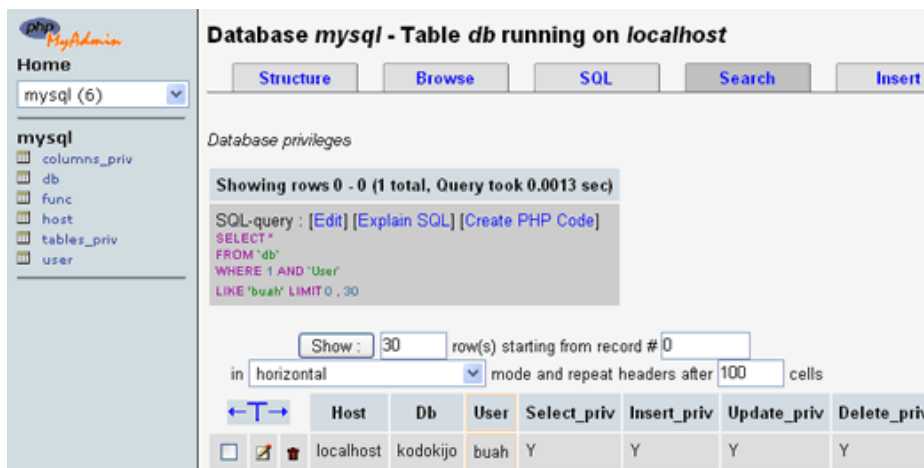 php
MyAdmin
Home
mysql (6)
mysql
columns_priv
db
func
host
tables_priv
user
Database mysql - Table db running on localhost
Structure Browse SQL Search Insert
Database privileges
Showing rows 0 - 0 (1 total, Query took 0.0013 sec)
SQL-query : [Edit] [Explain SQL] [Create PHP Code]
SELECT *
FROM `db`
WHERE 1 AND `User`
LIKE 'buah' LIMIT 0 , 30
Show : 30 row(s) starting from record # 0
in horizontal mode and repeat headers after 100 cells
←T→ Host Db User Select_priv Insert_priv Update_priv Delete_priv
localhost kodokijo buah Y Y Y Y